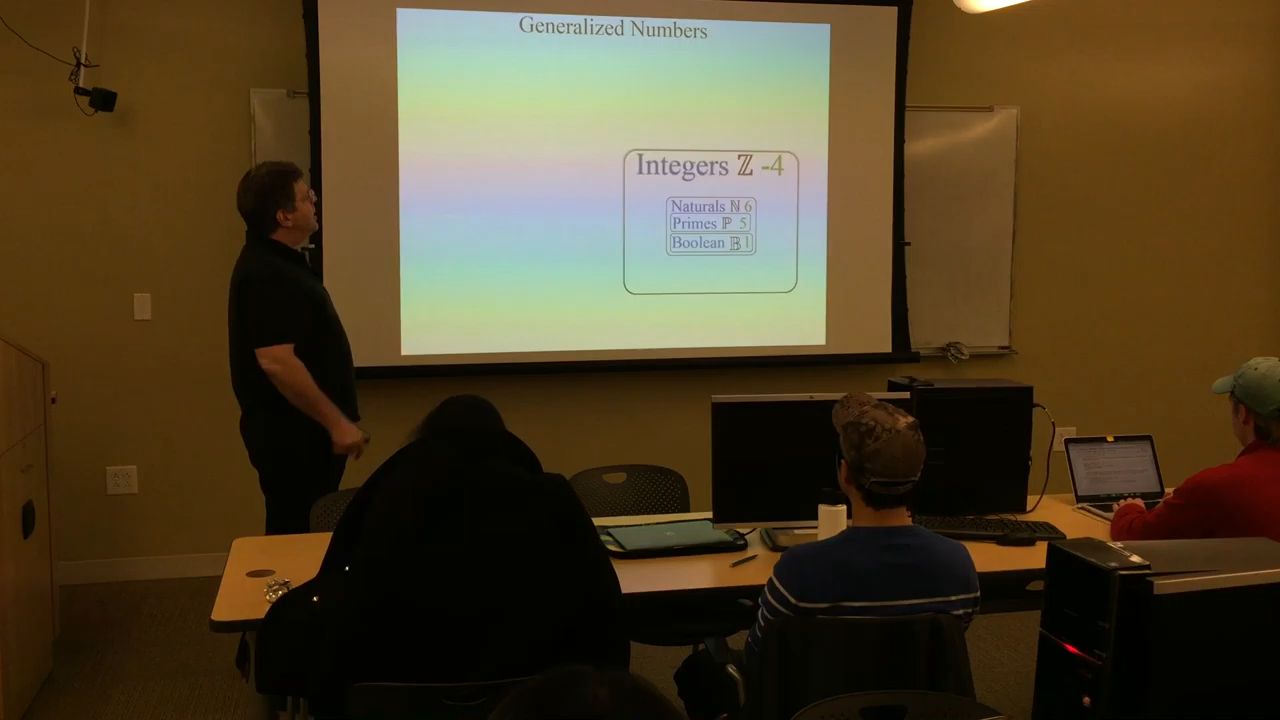 Generalized Numbers
Integers ℤ -4
Naturals ℕ 6
Primes ℙ 5
Boolean 𝔹 1